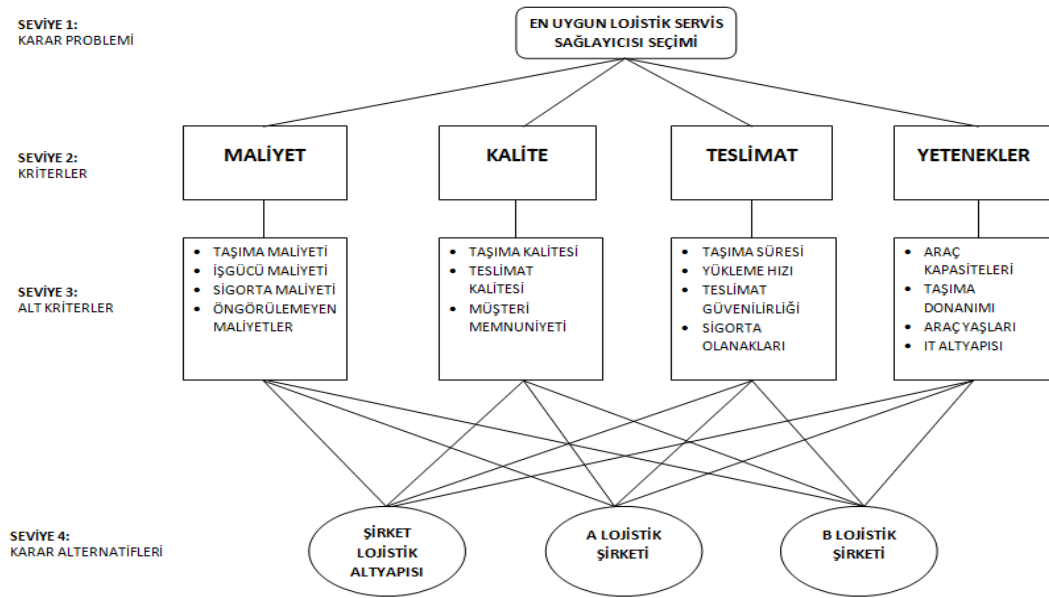 SEVİYE 1:
KARAR PROBLEMİ
EN UYGUN LOJİSTİK SERVİS
SAĞLAYICISI SEÇİMİ
SEVİYE 2:
KRİTERLER
MALİYET
KALİTE
TESLİMAT
YETENEKLER
SEVİYE 3:
ALT KRİTERLER
• TAŞIMA MALİYETİ
• İŞGÜCÜ MALİYETİ
• SİGORTA MALİYETİ
• ÖNGÖRÜLEMEYEN
MALİYETLER
• TAŞIMA KALİTESİ
• TESLİMAT
KALİTESİ
• MÜŞTERİ
MEMNUNİYETİ
• TAŞIMA SÜRESİ
• YÜKLEME HIZI
• TESLİMAT
GÜVENİLİRLİĞİ
• SİGORTA
OLANAKLARI
• ARAÇ
KAPASİTELERİ
• TAŞIMA
DONANIMI
• ARAÇ YAŞLARI
• IT ALTYAPISI
SEVİYE 4:
KARAR ALTERNATİFLERİ
ŞİRKET
LOJİSTİK
ALTYAPISI
A LOJİSTİK
ŞİRKETİ
B LOJİSTİK
ŞİRKETİ